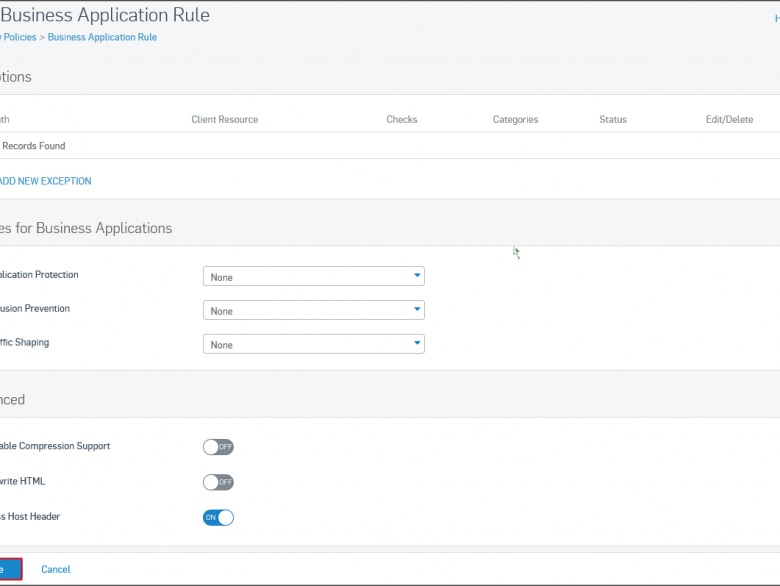 Business Application Rule
Policies > Business Application Rule
tions
th Client Resource Checks Categories Status Edit/Delete
Records Found
ADD NEW EXCEPTION
es for Business Applications
lication Protection None
usion Prevention None
ffic Shaping None
nced
able Compression Support OFF
write HTML OFF
ss Host Header ON
e Cancel